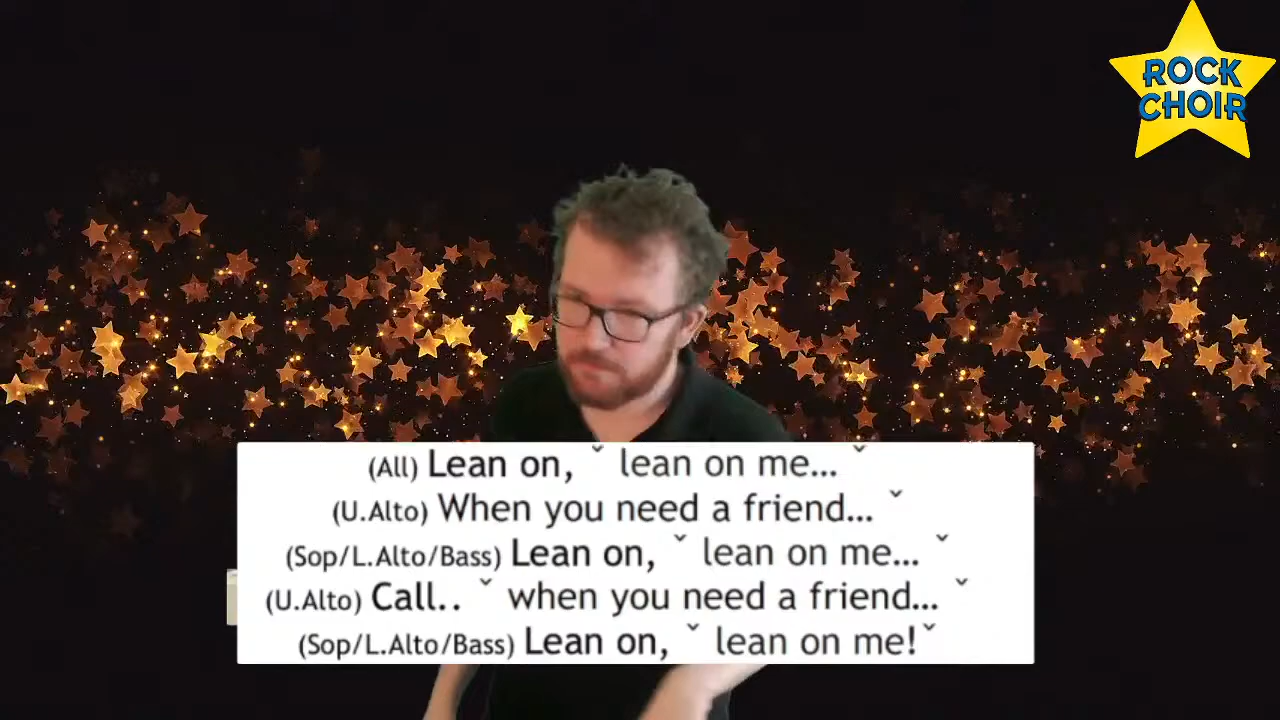 ROCK
CHOIR
(All) Lean on, ˇ lean on me... ˇ
(U.Alto) When you need a friend... ˇ
(Sop/L.Alto/Bass) Lean on, ˇ lean on me... ˇ
(U.Alto) Call.. ˇ when you need a friend... ˇ
(Sop/L.Alto/Bass) Lean on, ˇ lean on me! ˇ